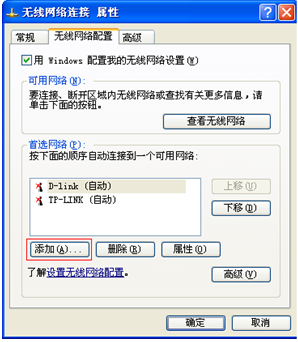 无线网络连接 属性
常规 无线网络配置 高级
用 Windows 配置我的无线网络设置(W)
可用网络(N):
要连接、断开区域内无线网络或查找有关更多信息，请
单击下面的按钮。
查看无线网络
首选网络(P):
按下面的顺序自动连接到一个可用网络:
D-link (自动)
上移(U)
TP-LINK (自动)
下移(D)
添加(A)... 删除(R) 属性(O)
了解设置无线网络配置。
高级(V)
确定 取消